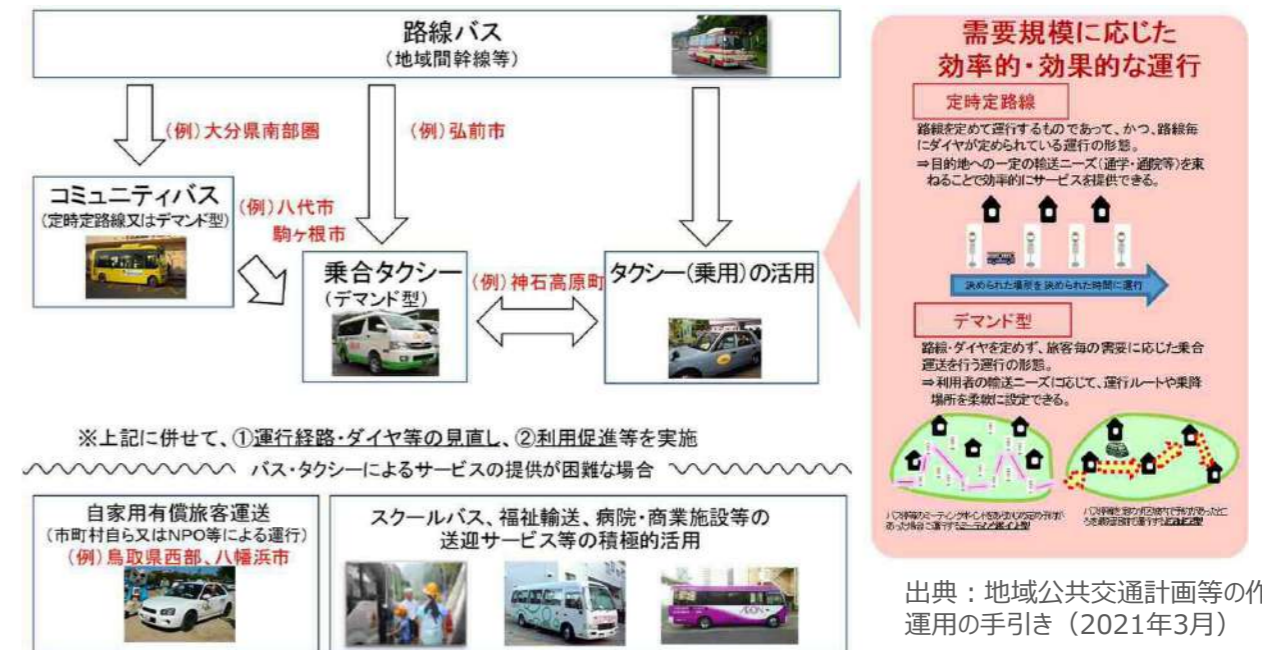 路線バス
(地域間幹線等)
(例)大分県南部圏
(例)弘前市
コミュニティバス
(定時定路線又はデマンド型)
(例)八代市
駒ヶ根市
乗合タクシー
(デマンド型)
(例)神石高原町
タクシー(乗用)の活用
※上記に併せて、①運行経路・ダイヤ等の見直し、②利用促進等を実施
バス・タクシーによるサービスの提供が困難な場合
自家用有償旅客運送
(市町村自ら又はNPO等による運行)
(例)鳥取県西部、八幡浜市
スクールバス、福祉輸送、病院・商業施設等の
送迎サービス等の積極的活用
需要規模に応じた
効率的・効果的な運行
定時定路線
路線を定めて運行するものであって、かつ、路線毎
にダイヤが定められている運行の形態。
⇒目的地への一定の輸送ニーズ(通学・通院等)を束
ねることで効率的にサービスを提供できる。
決められた場所を決められた時間に運行
デマンド型
路線・ダイヤを定めず、旅客毎の需要に応じた乗合
運送を行う運行の形態。
⇒利用者の輸送ニーズに応じて、運行ルートや乗降
場所を柔軟に設定できる。
出典：地域公共交通計画等の作
運用の手引き（2021年3月）